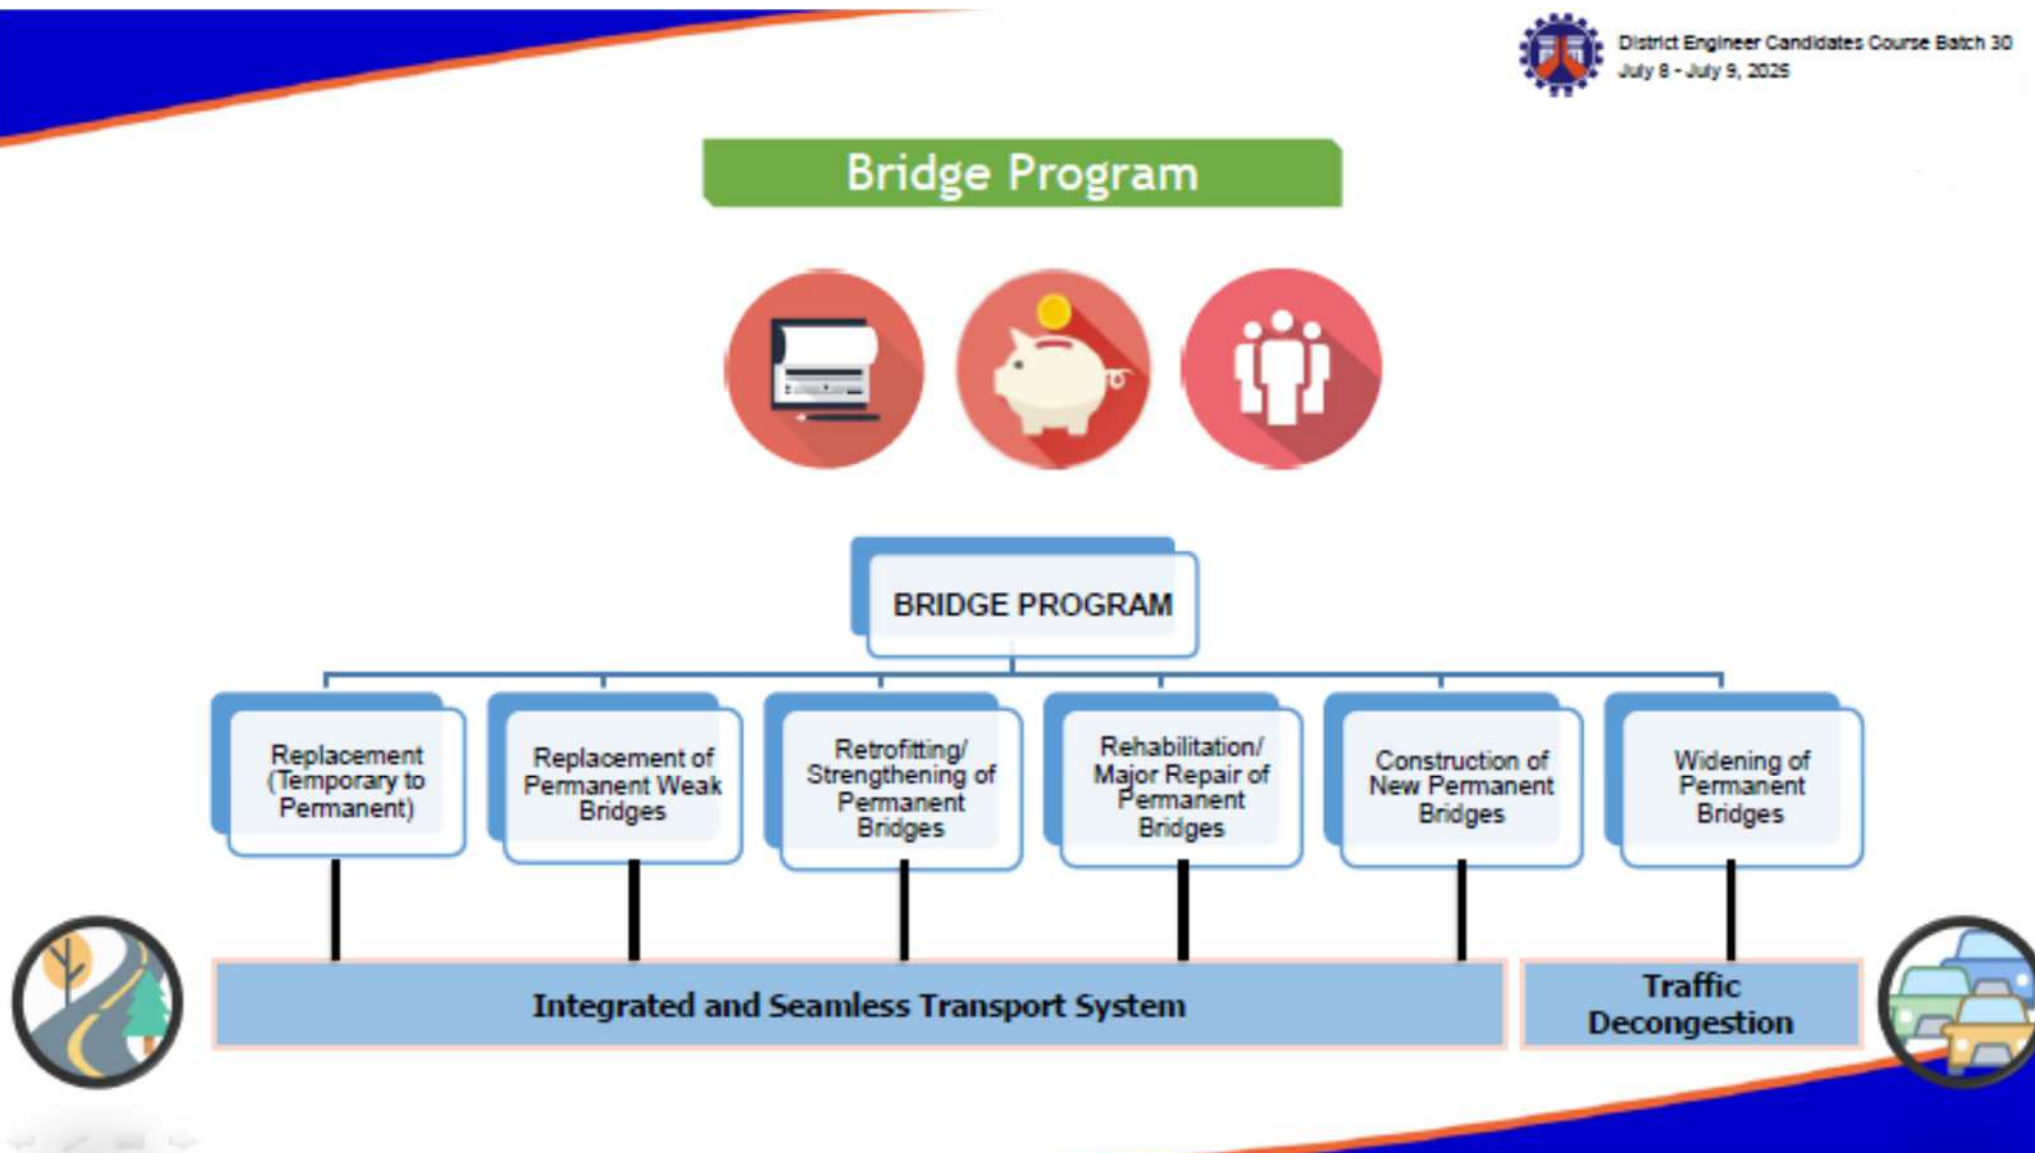 District Engineer Candidates Course Batch 30
July 8 - July 9, 2025
Bridge Program
BRIDGE PROGRAM
Replacement
(Temporary to
Permanent)
Replacement of
Permanent Weak
Bridges
Retrofitting/
Strengthening of
Permanent
Bridges
Rehabilitation/
Major Repair of
Permanent
Bridges
Construction of
New Permanent
Bridges
Widening of
Permanent
Bridges
Integrated and Seamless Transport System
Traffic
Decongestion